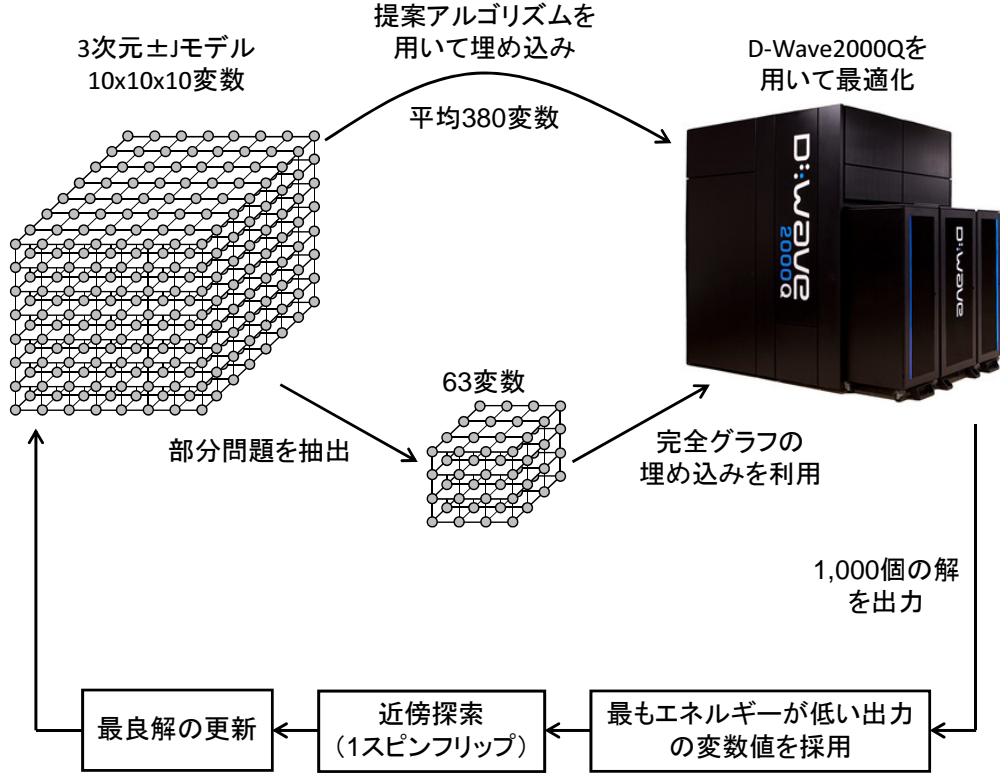 3次元±Jモデル
10x10x10変数
提案アルゴリズムを
用いて埋め込み
平均380変数
D-Wave2000Qを
用いて最適化
D:Wave
2000Q
D:Wave
63変数
部分問題を抽出
完全グラフの
埋め込みを利用
1,000個の解
を出力
最もエネルギーが低い出力
の変数値を採用
近傍探索
(1スピンフリップ)
最良解の更新